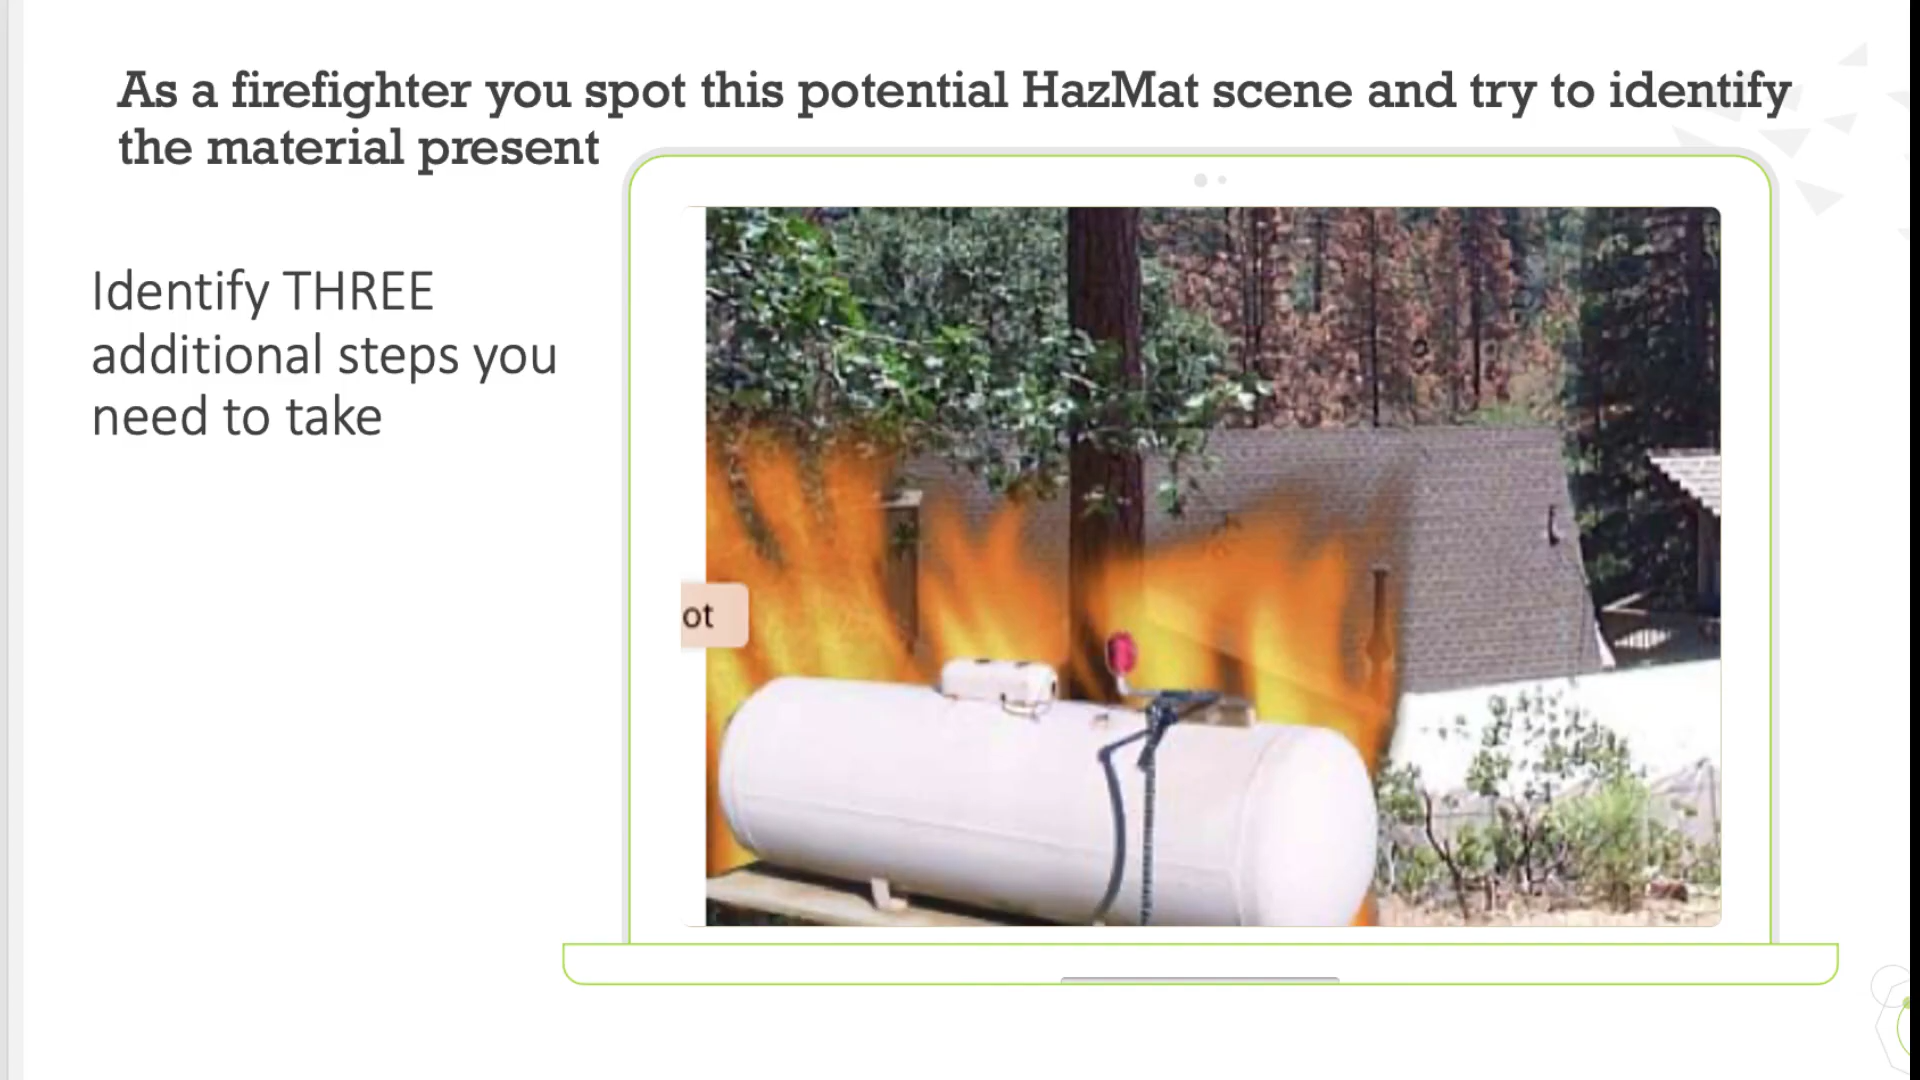 As a firefighter you spot this potential HazMat scene and try to identify
the material present
Identify THREE
additional steps you
need to take
ot